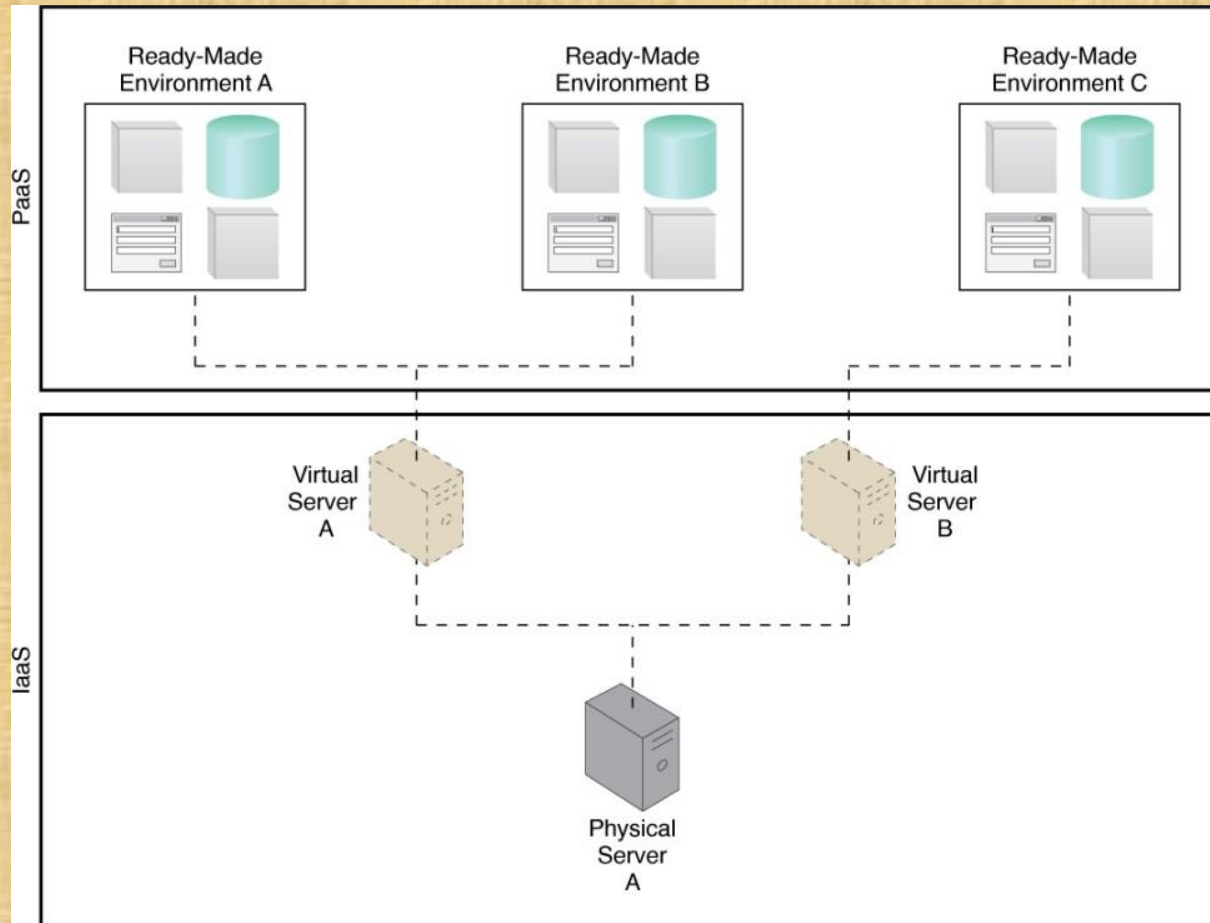 Ready-Made
Environment A
Ready-Made
Environment B
Ready-Made
Environment C
PaaS
Virtual
Server
A
Virtual
Server
B
IaaS
Physical
Server
A